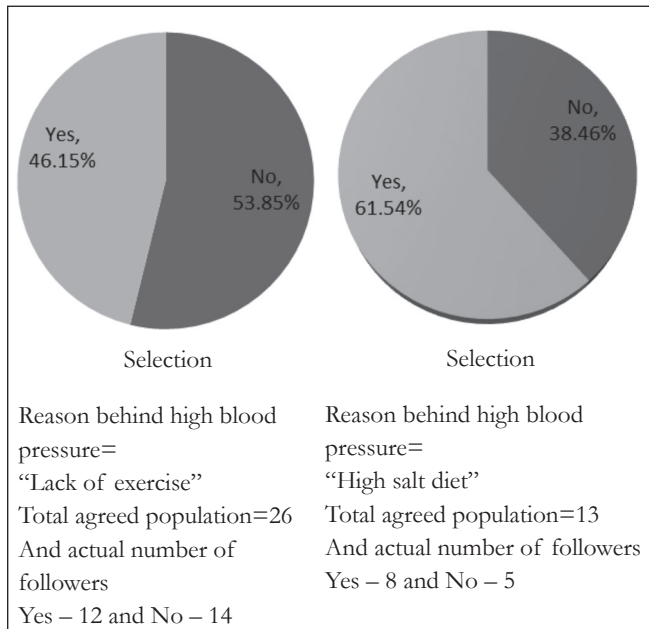 Yes,
46.15%
No,
53.85%
Selection
Reason behind high blood
pressure=
“Lack of exercise”
Total agreed population=26
And actual number of
followers
Yes – 12 and No – 14
No,
38.46%
Yes,
61.54%
Selection
Reason behind high blood
pressure=
“High salt diet”
Total agreed population=13
And actual number of followers
Yes – 8 and No – 5